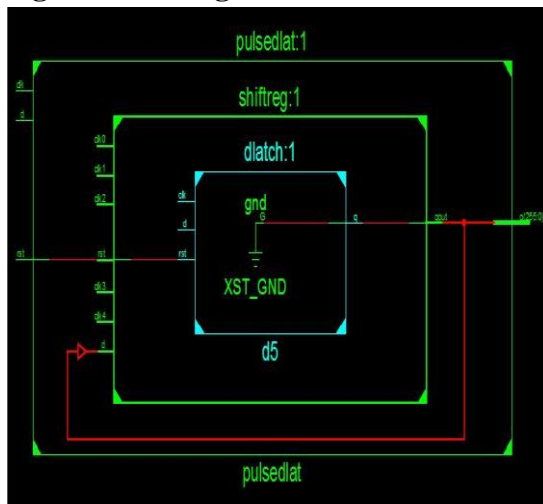 pulsedlat:1
clk
d
shiftreg:1
clk0
clk1
clk2
dlatch:1
clk
d
rst
gnd
G
XST_GND
q
qout
rst
rst
clk3
clk4
d
d5
pulsedlat